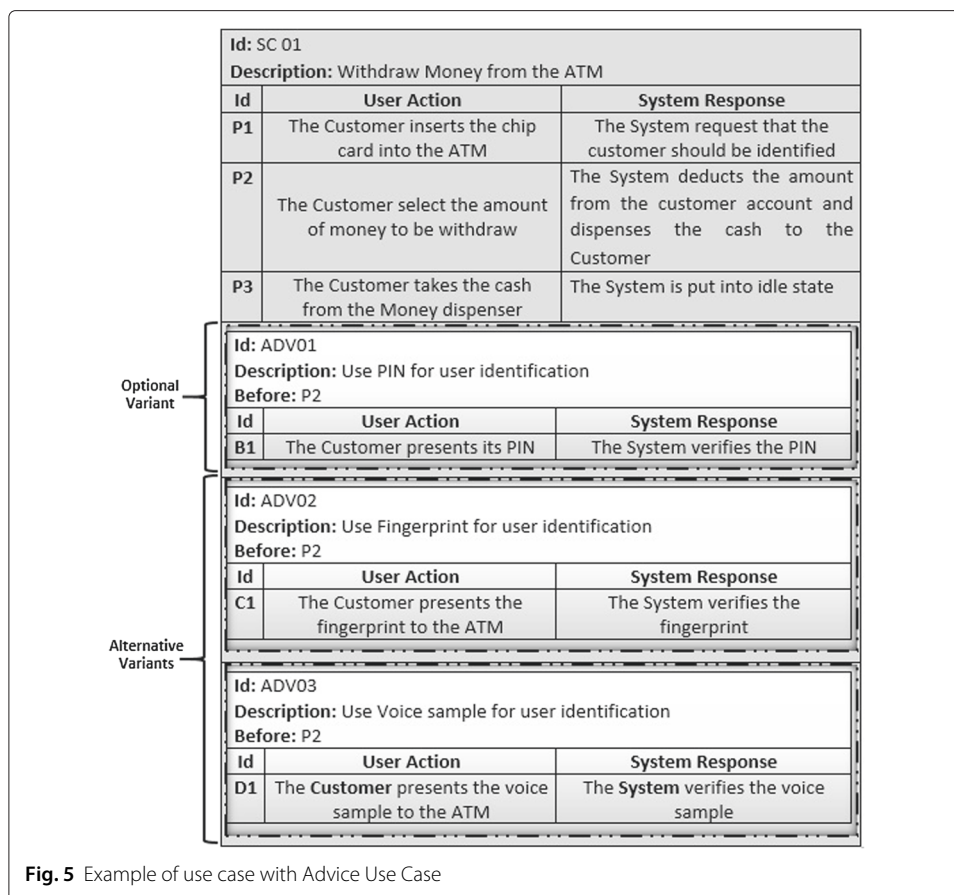 Id: SC 01
Description: Withdraw Money from the ATM
Id User Action System Response
P1 The Customer inserts the chip The System request that the
card into the ATM customer should be identified
P2 The Customer select the amount
of money to be withdraw
The System deducts the amount
from the customer account and
dispenses the cash to the
Customer
P3 The Customer takes the cash The System is put into idle state
from the Money dispenser
Optional
Variant
Id: ADV01
Description: Use PIN for user identification
Before: P2
Id User Action System Response
B1 The Customer presents its PIN The System verifies the PIN
Alternative
Variants
Id: ADV02
Description: Use Fingerprint for user identification
Before: P2
Id User Action System Response
C1 The Customer presents the The System verifies the
fingerprint to the ATM fingerprint
Id: ADV03
Description: Use Voice sample for user identification
Before: P2
Id User Action System Response
D1 The Customer presents the voice The System verifies the voice
sample to the ATM sample
Fig. 5 Example of use case with Advice Use Case